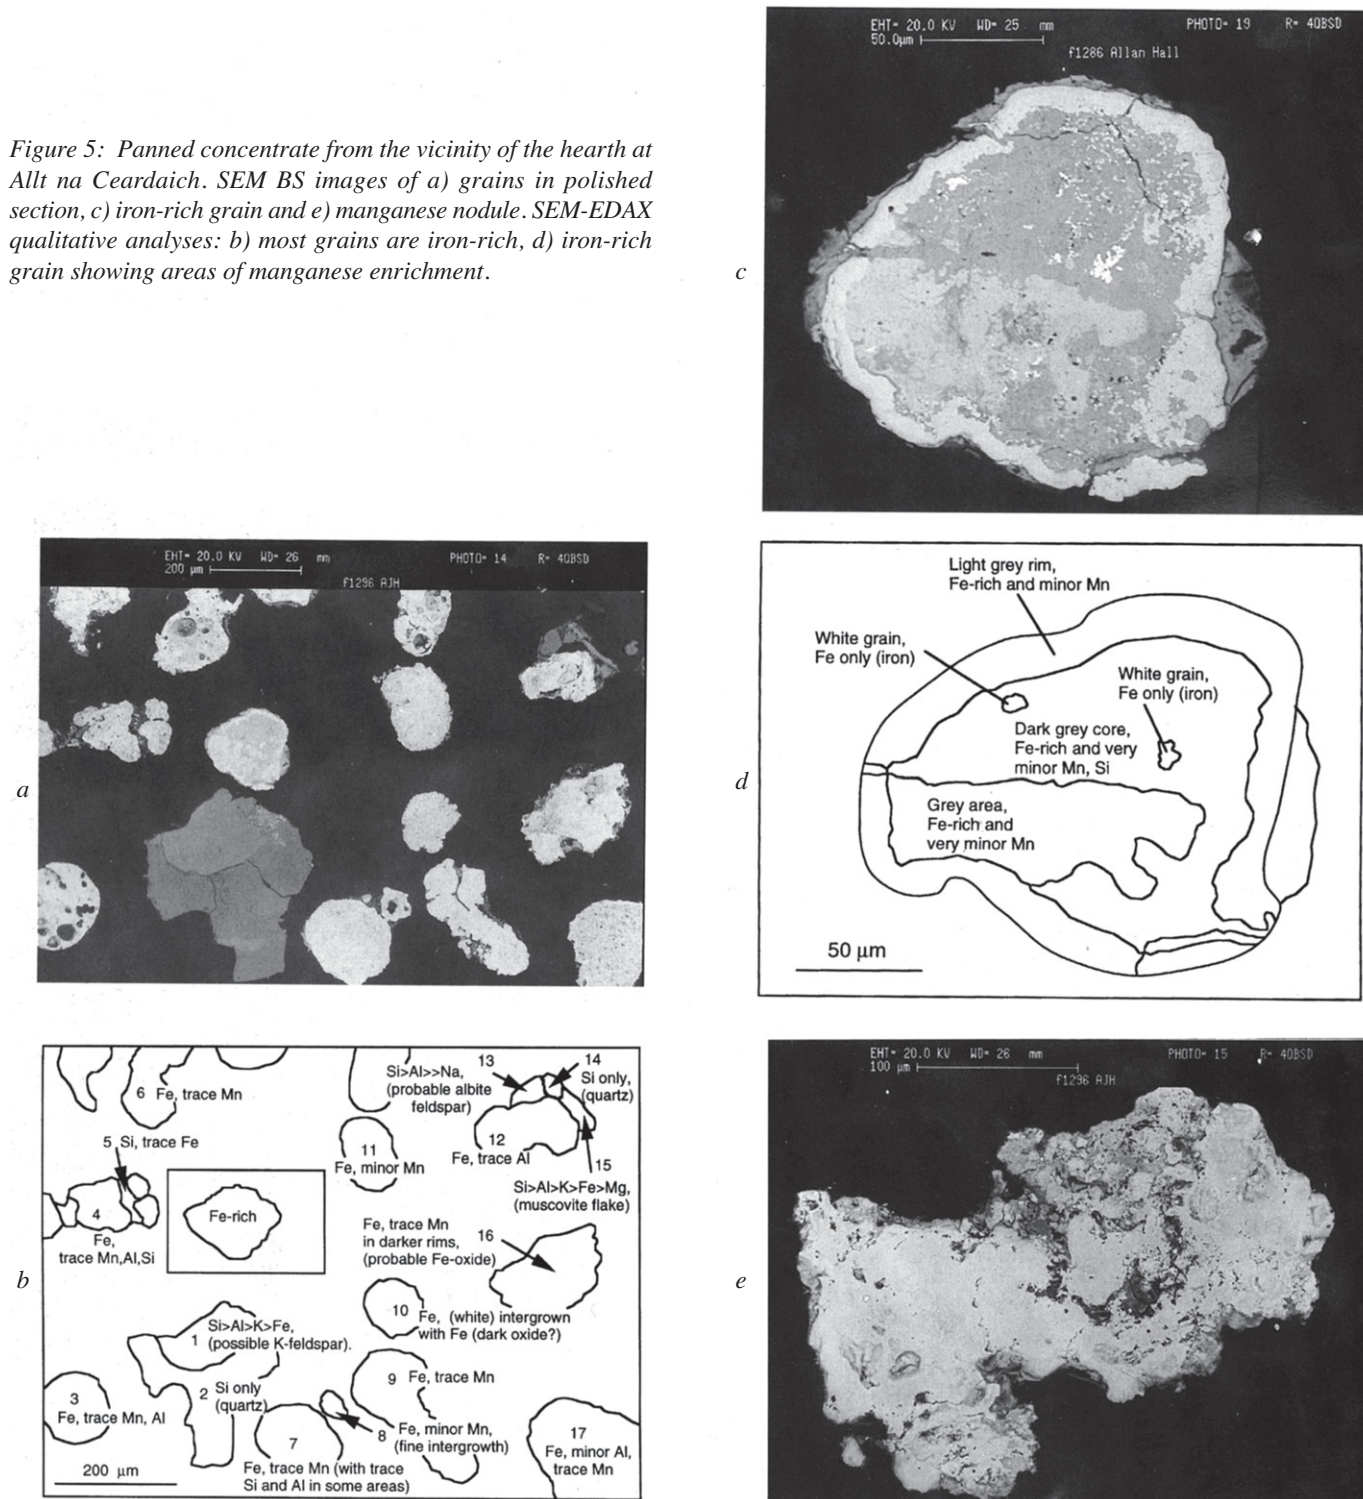 Figure 5: Panned concentrate from the vicinity of the hearth at
Allt na Ceardaich. SEM BS images of a) grains in polished
section, c) iron-rich grain and e) manganese nodule. SEM-EDAX
qualitative analyses: b) most grains are iron-rich, d) iron-rich
grain showing areas of manganese enrichment.
c
EHT= 20.0 KV WD= 25 mm PHOTO= 19 R= 4QBSD
50.0µm
f1286 Allan Hall
a
EHT= 20.0 KV WD= 26 mm PHOTO= 14 R= 4QBSD
200 µm
f1296 AJH
d
Light grey rim,
Fe-rich and minor Mn
White grain,
Fe only (iron)
White grain,
Fe only (iron)
Dark grey core,
Fe-rich and very
minor Mn, Si
Grey area,
Fe-rich and
very minor Mn
50 µm
b
6 Fe, trace Mn
Si>Al>>Na,
(probable albite
feldspar)
13
14
Si only,
(quartz)
5 Si, trace Fe
11
Fe, minor Mn
12
Fe, trace Al
15
Si>Al>K>Fe>Mg,
(muscovite flake)
4
Fe,
trace Mn,Al,Si
Fe-rich
Fe, trace Mn
in darker rims,
(probable Fe-oxide)
16
10 Fe, (white) intergrown
with Fe (dark oxide?)
1
Si>Al>K>Fe,
(possible K-feldspar).
2 Si only
(quartz)
3
Fe, trace Mn, Al
9 Fe, trace Mn
8
Fe, minor Mn,
(fine intergrowth)
7
Fe, trace Mn (with trace
Si and Al in some areas)
17
Fe, minor Al,
trace Mn
200 µm
e
EHT= 20.0 KV WD= 26 mm PHOTO= 15 R= 4QBSD
100 µm
f1296 AJH